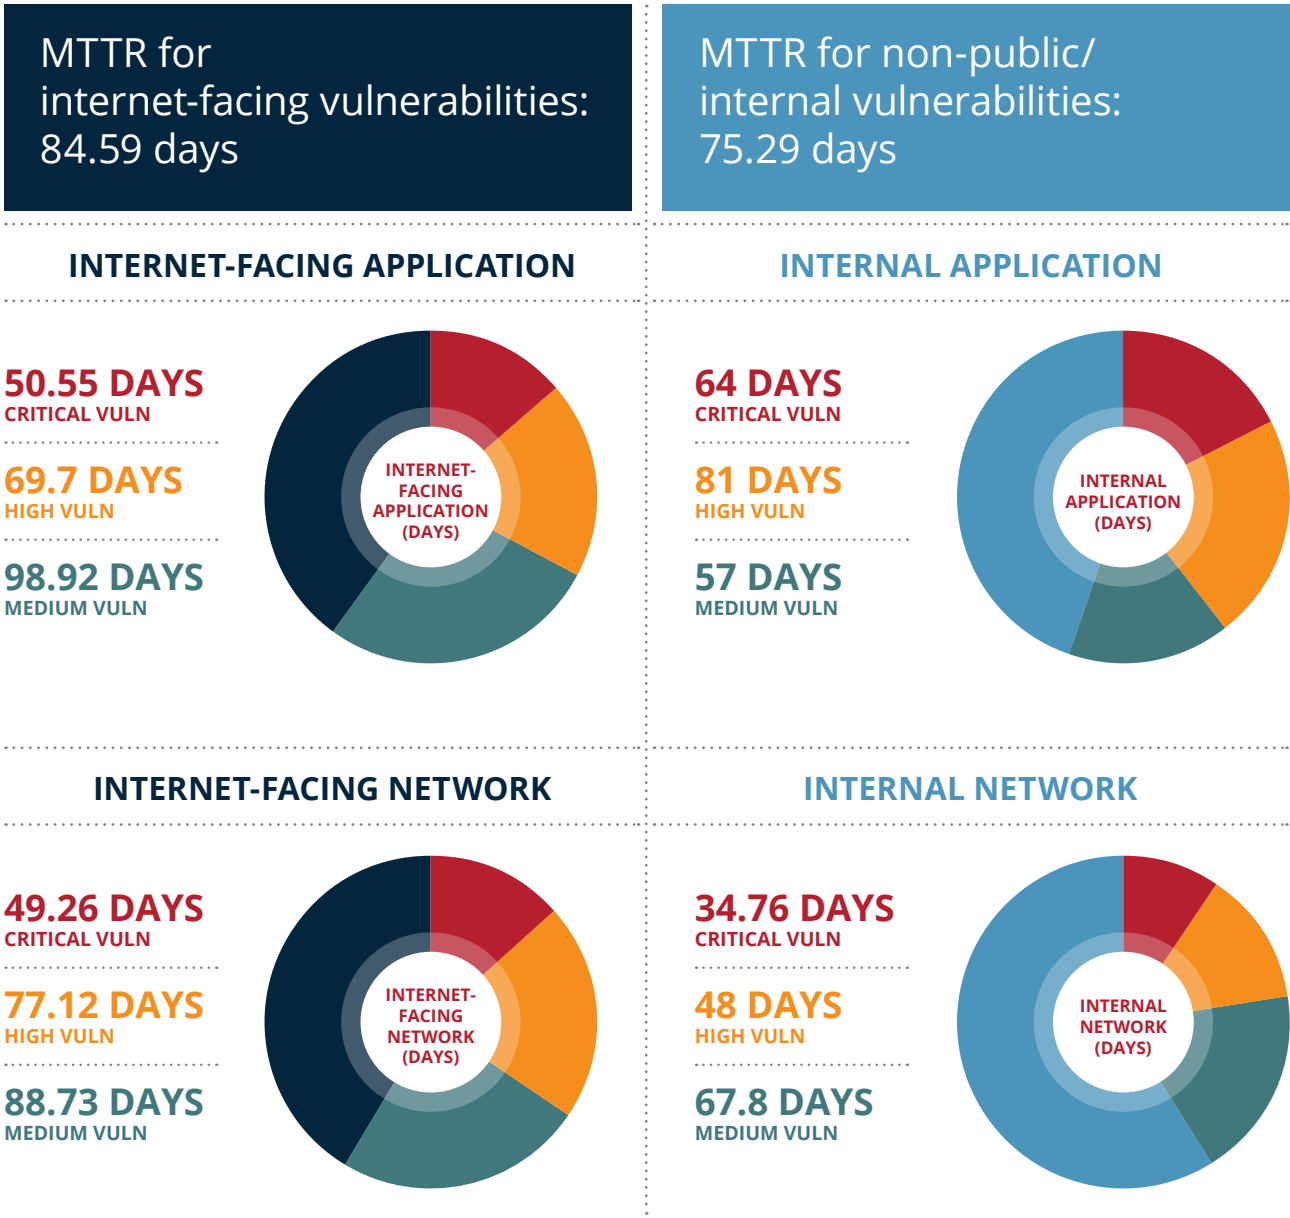 MTTR for
internet-facing vulnerabilities:
84.59 days
MTTR for non-public/
internal vulnerabilities:
75.29 days
INTERNET-FACING APPLICATION
50.55 DAYS
CRITICAL VULN
69.7 DAYS
HIGH VULN
98.92 DAYS
MEDIUM VULN
INTERNET-
FACING
APPLICATION
(DAYS)
INTERNAL APPLICATION
64 DAYS
CRITICAL VULN
81 DAYS
HIGH VULN
57 DAYS
MEDIUM VULN
INTERNAL
APPLICATION
(DAYS)
INTERNET-FACING NETWORK
49.26 DAYS
CRITICAL VULN
77.12 DAYS
HIGH VULN
88.73 DAYS
MEDIUM VULN
INTERNET-
FACING
NETWORK
(DAYS)
INTERNAL NETWORK
34.76 DAYS
CRITICAL VULN
48 DAYS
HIGH VULN
67.8 DAYS
MEDIUM VULN
INTERNAL
NETWORK
(DAYS)